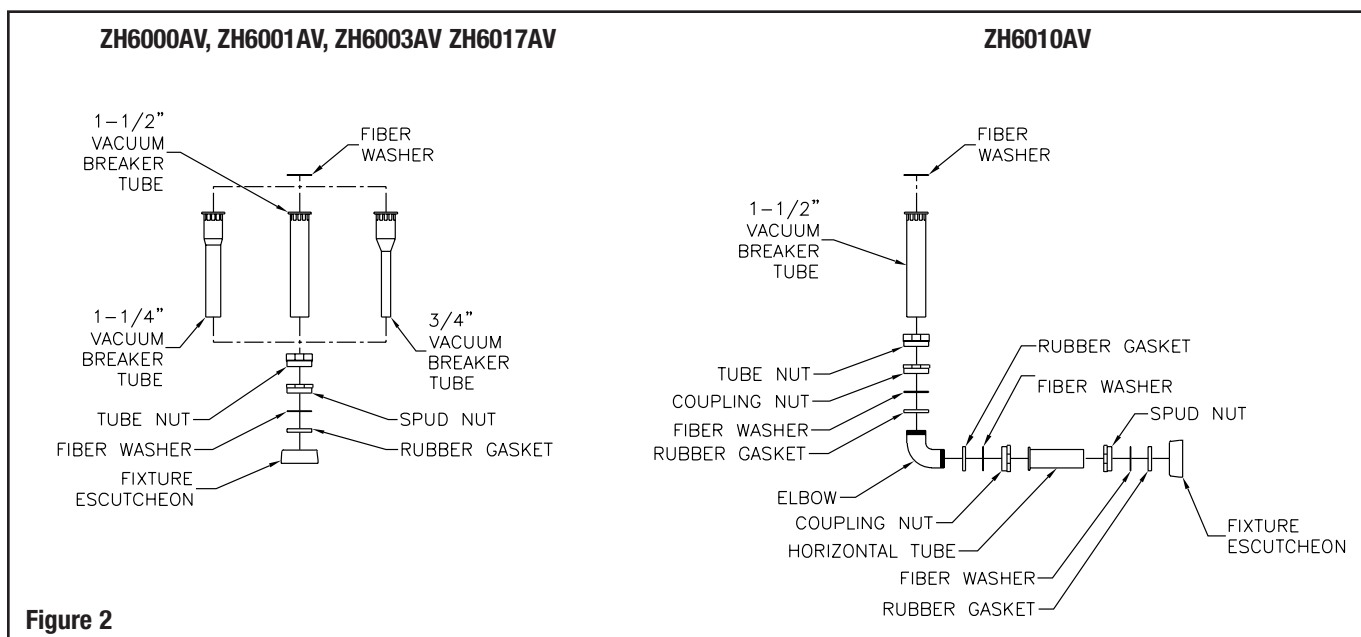 ZH6000AV, ZH6001AV, ZH6003AV ZH6017AV
1-1/2"
VACUUM
BREAKER
TUBE
FIBER
WASHER
1-1/4"
VACUUM
BREAKER
TUBE
3/4"
VACUUM
BREAKER
TUBE
TUBE NUT
SPUD NUT
FIBER WASHER
RUBBER GASKET
FIXTURE
ESCUTCHEON
ZH6010AV
FIBER
WASHER
1-1/2"
VACUUM
BREAKER
TUBE
TUBE NUT
COUPLING NUT
FIBER WASHER
RUBBER GASKET
ELBOW
RUBBER GASKET
FIBER WASHER
SPUD NUT
COUPLING NUT
HORIZONTAL TUBE
FIBER WASHER
RUBBER GASKET
FIXTURE
ESCUTCHEON
Figure 2